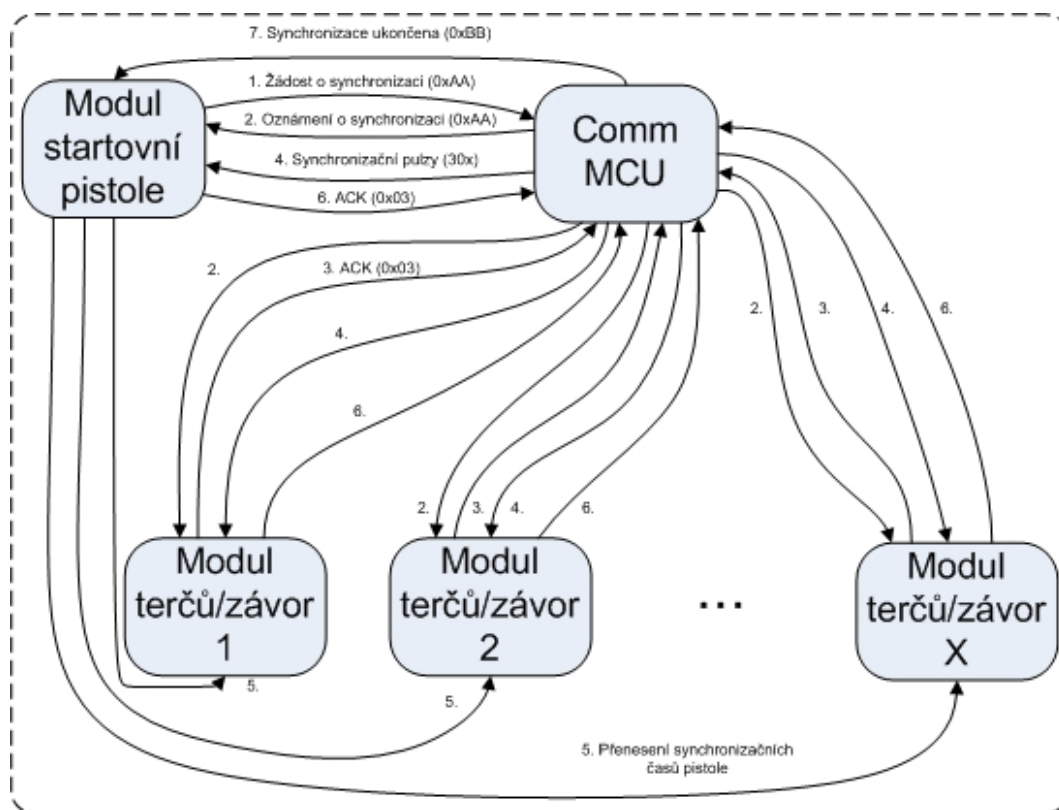 7. Synchronizace ukončena (0xBB)
1. Žádost o synchronizaci (0xAA)
2. Oznámení o synchronizaci (0xAA)
4. Synchronizační pulzy (30x)
6. ACK (0x03)
Modul
startovní
pistole
Comm
MCU
2.
3. ACK (0x03)
4.
6.
2.
3.
4.
6.
2.
3.
4.
6.
Modul
terčů/závor
1
Modul
terčů/závor
2
...
Modul
terčů/závor
X
5.
5.
5. Přenesení synchronizačních
časů pistole